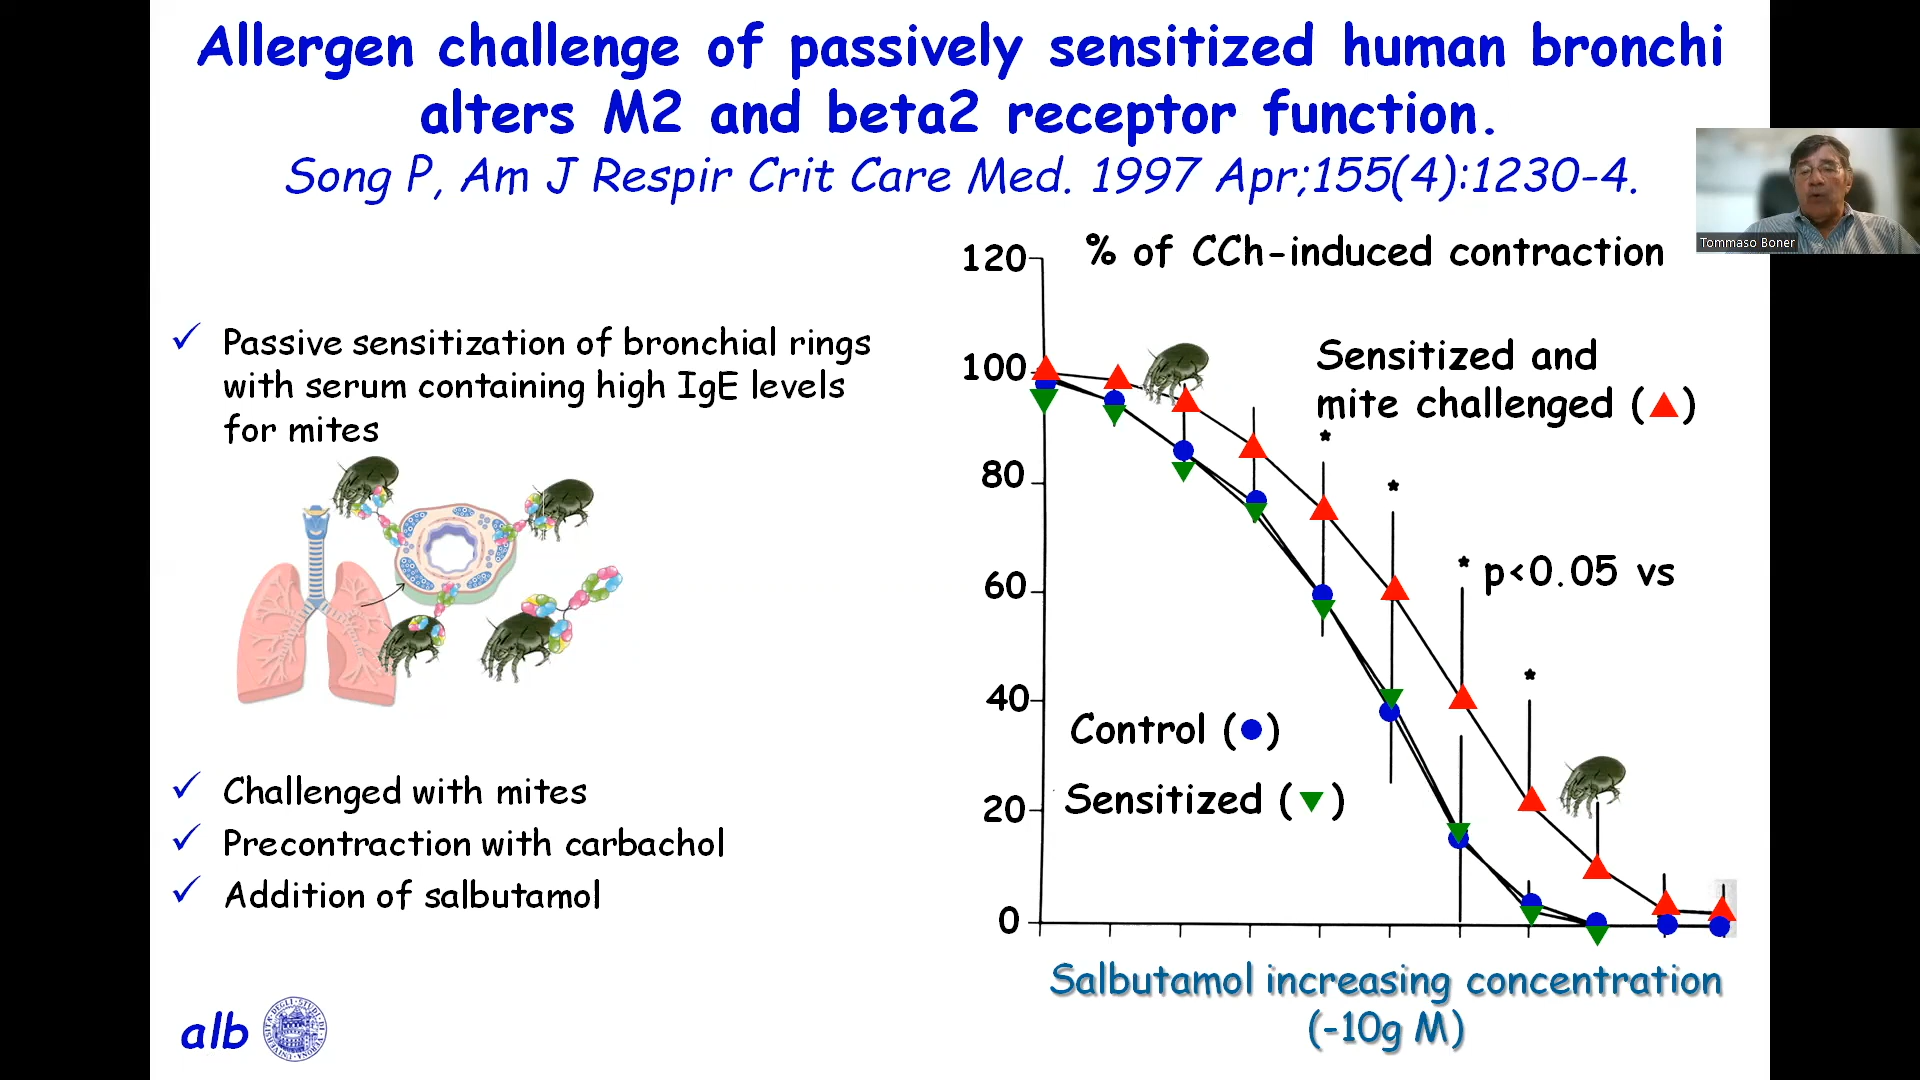 Allergen challenge of passively sensitized human bronchi
alters M2 and beta2 receptor function.
Song P, Am J Respir Crit Care Med. 1997 Apr;155(4):1230-4.
Tommaso Boner
✓ Passive sensitization of bronchial rings
with serum containing high IgE levels
for mites
✓ Challenged with mites
✓ Precontraction with carbachol
✓ Addition of salbutamol
alb
% of CCh-induced contraction
120
100
80
60
40
20
0
Sensitized and
mite challenged (▲)
*
*
* p<0.05 vs
*
Control (●)
Sensitized (▼)
Salbutamol increasing concentration
(-10g M)